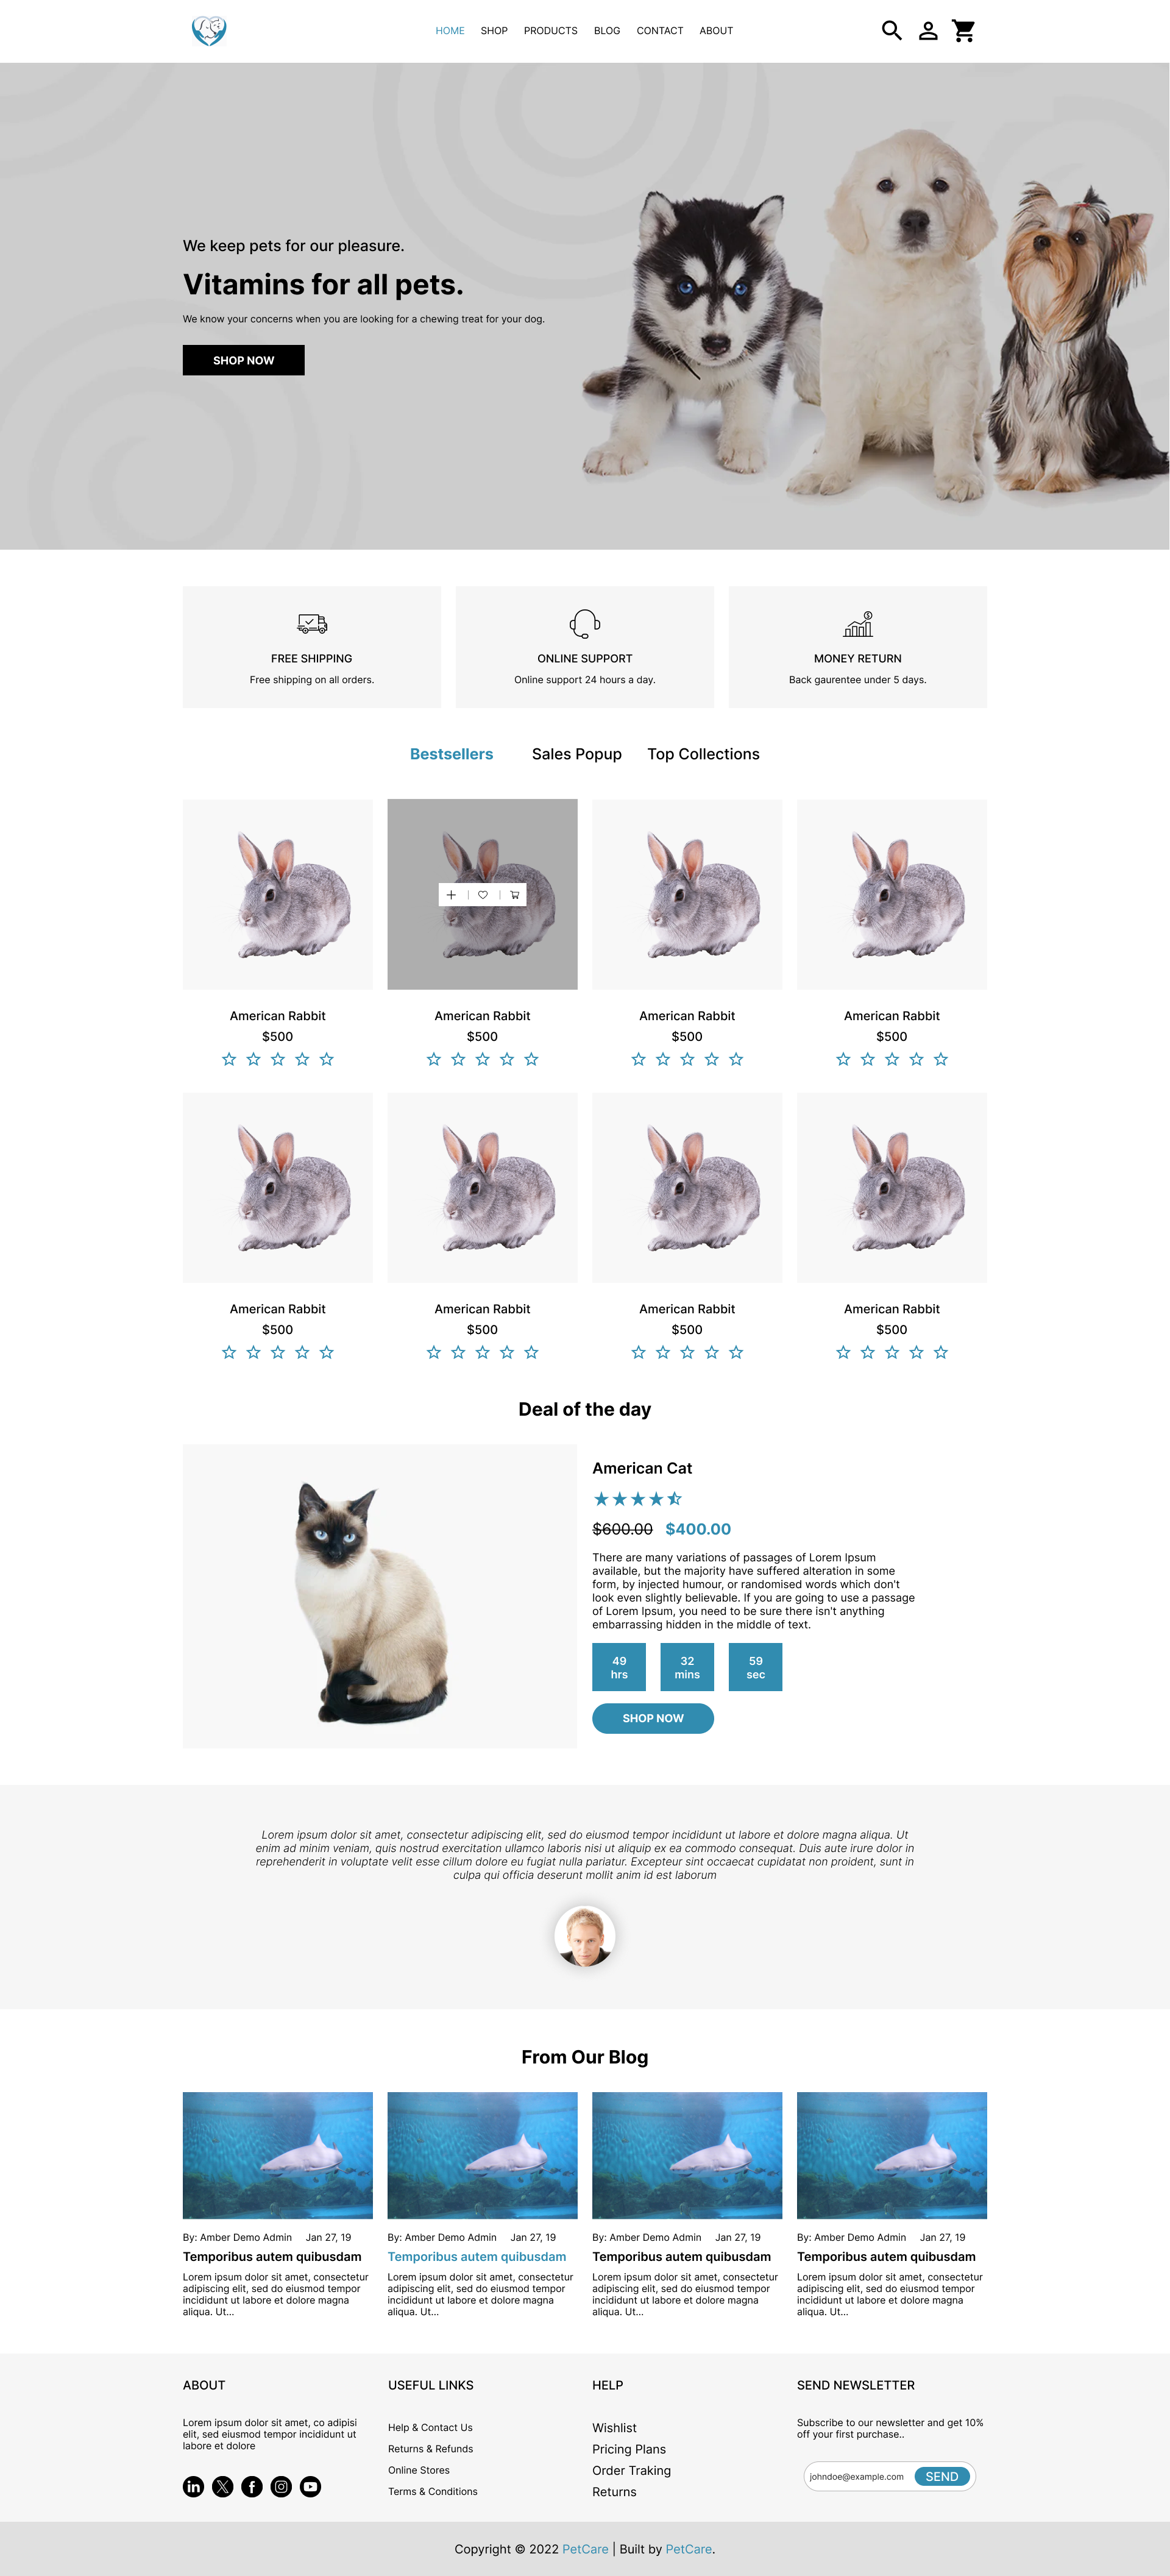 HOME SHOP PRODUCTS BLOG CONTACT ABOUT
We keep pets for our pleasure.
Vitamins for all pets.
We know your concerns when you are looking for a chewing treat for your dog.
SHOP NOW
FREE SHIPPING
Free shipping on all orders.
ONLINE SUPPORT
Online support 24 hours a day.
MONEY RETURN
Back gaurentee under 5 days.
Bestsellers Sales Popup Top Collections
American Rabbit
$500
American Rabbit
$500
American Rabbit
$500
American Rabbit
$500
American Rabbit
$500
American Rabbit
$500
American Rabbit
$500
American Rabbit
$500
Deal of the day
American Cat
$600.00 $400.00
There are many variations of passages of Lorem Ipsum
available, but the majority have suffered alteration in some
form, by injected humour, or randomised words which don't
look even slightly believable. If you are going to use a passage
of Lorem Ipsum, you need to be sure there isn't anything
embarrassing hidden in the middle of text.
49
hrs
32
mins
59
sec
SHOP NOW
Lorem ipsum dolor sit amet, consectetur adipiscing elit, sed do eiusmod tempor incididunt ut labore et dolore magna aliqua. Ut
enim ad minim veniam, quis nostrud exercitation ullamco laboris nisi ut aliquip ex ea commodo consequat. Duis aute irure dolor in
reprehenderit in voluptate velit esse cillum dolore eu fugiat nulla pariatur. Excepteur sint occaecat cupidatat non proident, sunt in
culpa qui officia deserunt mollit anim id est laborum
From Our Blog
By: Amber Demo Admin Jan 27, 19
Temporibus autem quibusdam
Lorem ipsum dolor sit amet, consectetur
adipiscing elit, sed do eiusmod tempor
incididunt ut labore et dolore magna
aliqua. Ut...
By: Amber Demo Admin Jan 27, 19
Temporibus autem quibusdam
Lorem ipsum dolor sit amet, consectetur
adipiscing elit, sed do eiusmod tempor
incididunt ut labore et dolore magna
aliqua. Ut...
By: Amber Demo Admin Jan 27, 19
Temporibus autem quibusdam
Lorem ipsum dolor sit amet, consectetur
adipiscing elit, sed do eiusmod tempor
incididunt ut labore et dolore magna
aliqua. Ut...
By: Amber Demo Admin Jan 27, 19
Temporibus autem quibusdam
Lorem ipsum dolor sit amet, consectetur
adipiscing elit, sed do eiusmod tempor
incididunt ut labore et dolore magna
aliqua. Ut...
ABOUT
Lorem ipsum dolor sit amet, co adipisi
elit, sed eiusmod tempor incididunt ut
labore et dolore
USEFUL LINKS
Help & Contact Us
Returns & Refunds
Online Stores
Terms & Conditions
HELP
Wishlist
Pricing Plans
Order Traking
Returns
SEND NEWSLETTER
Subscribe to our newsletter and get 10%
off your first purchase..
johndoe@example.com SEND
Copyright © 2022 PetCare | Built by PetCare.